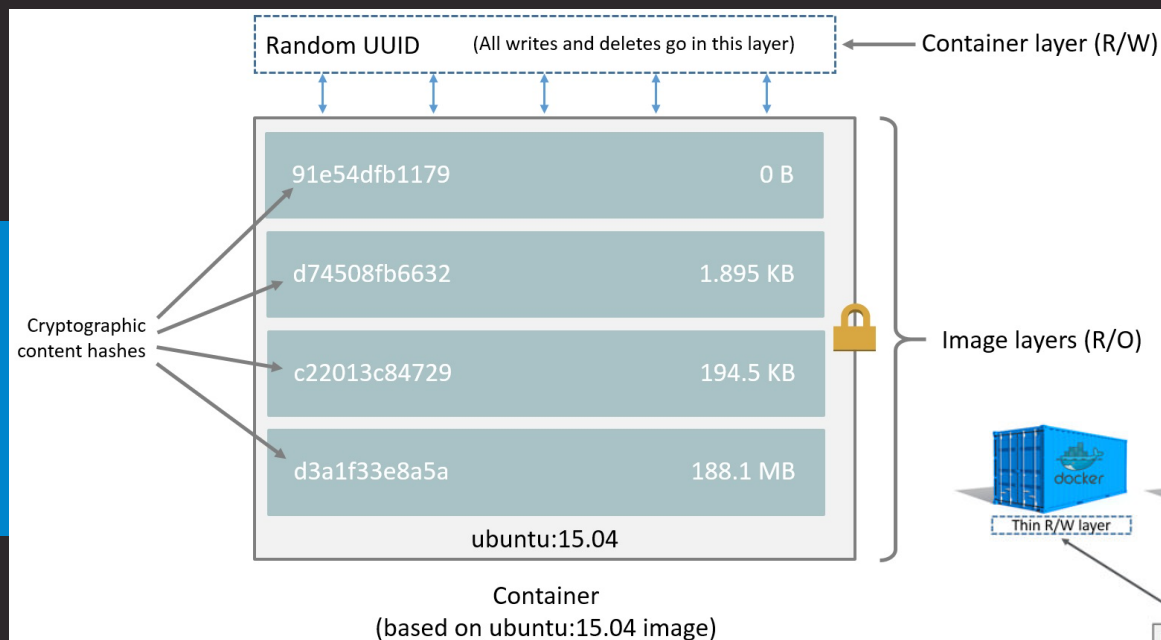 Random UUID (All writes and deletes go in this layer)
Container layer (R/W)
91e54dfb1179 0 B
d74508fb6632 1.895 KB
Cryptographic
content hashes
c22013c84729 194.5 KB
Image layers (R/O)
d3a1f33e8a5a 188.1 MB
docker
Thin R/W layer
ubuntu:15.04
Container
(based on ubuntu:15.04 image)